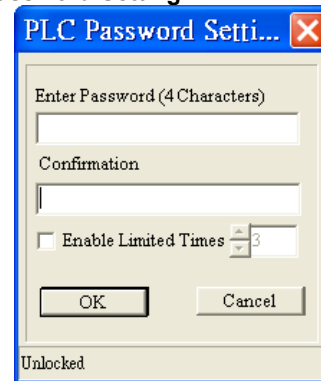 PLC Password Setti...
Enter Password (4 Characters)
Confirmation
Enable Limited Times 3
OK Cancel
Unlocked